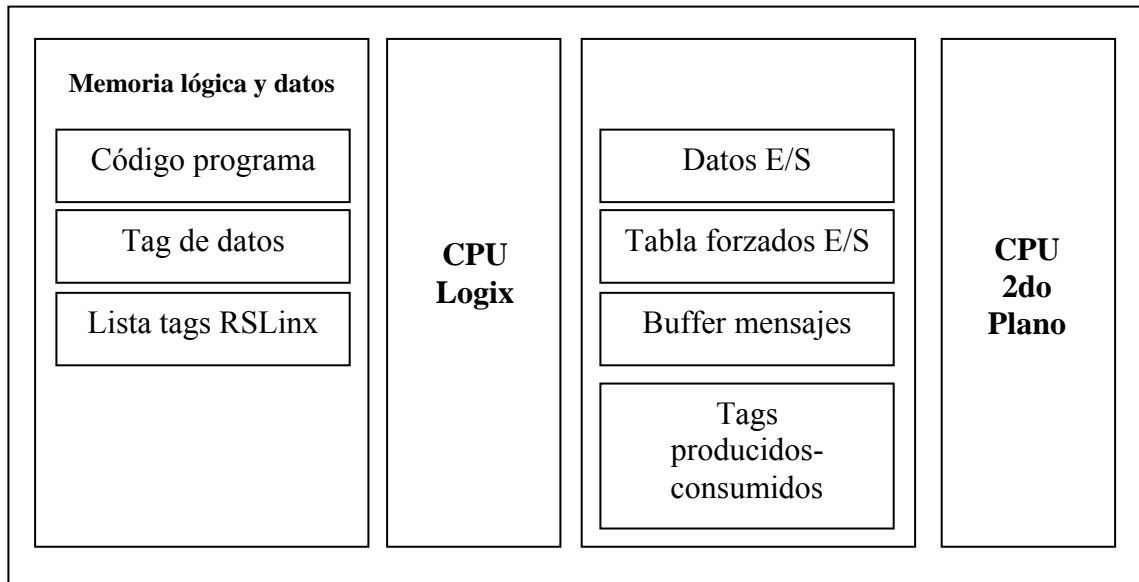 Memoria lógica y datos
Código programa
Tag de datos
Lista tags RSLinx
CPU
Logix
Datos E/S
Tabla forzados E/S
Buffer mensajes
Tags
producidos-
consumidos
CPU
2do
Plano